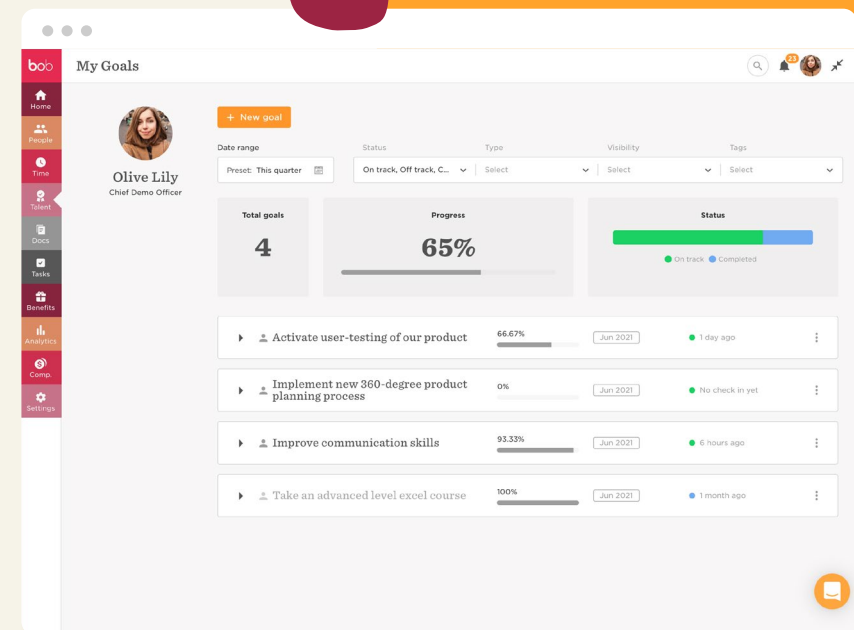 bob
My Goals
23
Home
People
Time
Talent
Docs
Tasks
Benefits
Analytics
Comp.
Settings
Olive Lily
Chief Demo Officer
+ New goal
Date range
Status
Type
Visibility
Tags
Preset: This quarter
On track, Off track, C...
Select
Select
Select
Total goals
4
Progress
65%
Status
On track
Completed
Activate user-testing of our product
66.67%
Jun 2021
1 day ago
Implement new 360-degree product
planning process
0%
Jun 2021
No check in yet
Improve communication skills
93.33%
Jun 2021
6 hours ago
Take an advanced level excel course
100%
Jun 2021
1 month ago